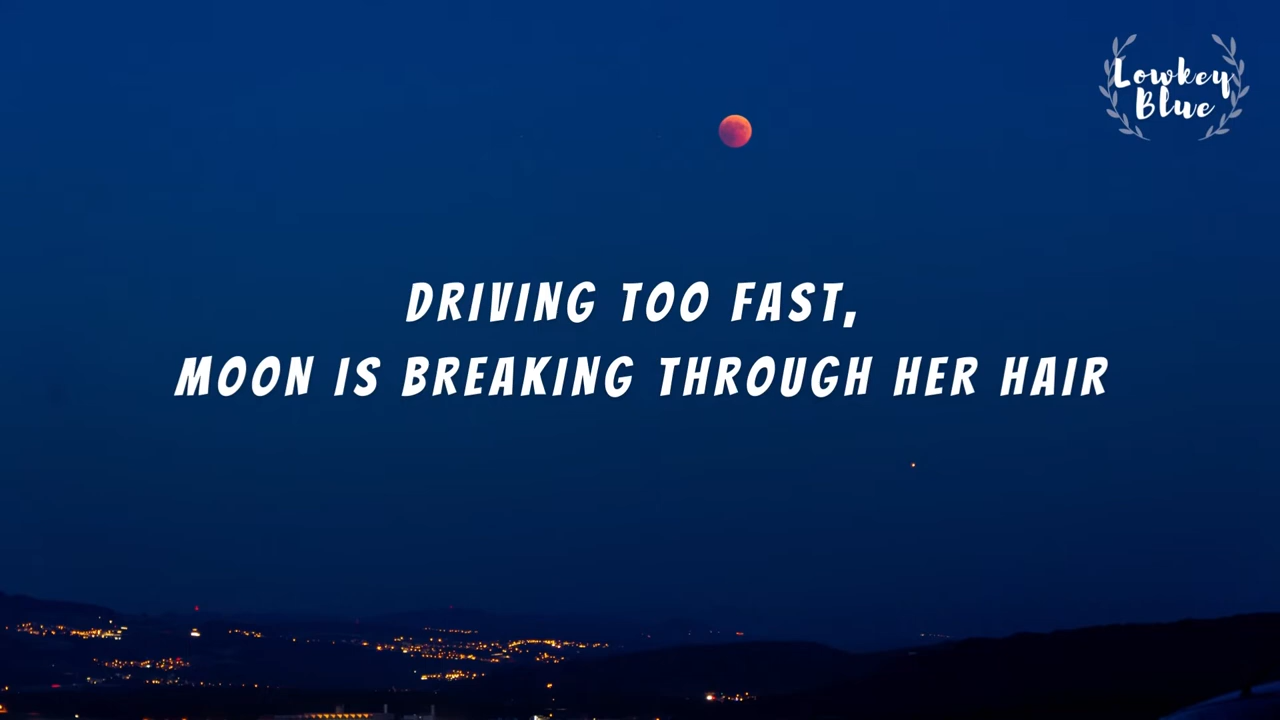 Lowkey
Blue
DRIVING TOO FAST,
MOON IS BREAKING THROUGH HER HAIR